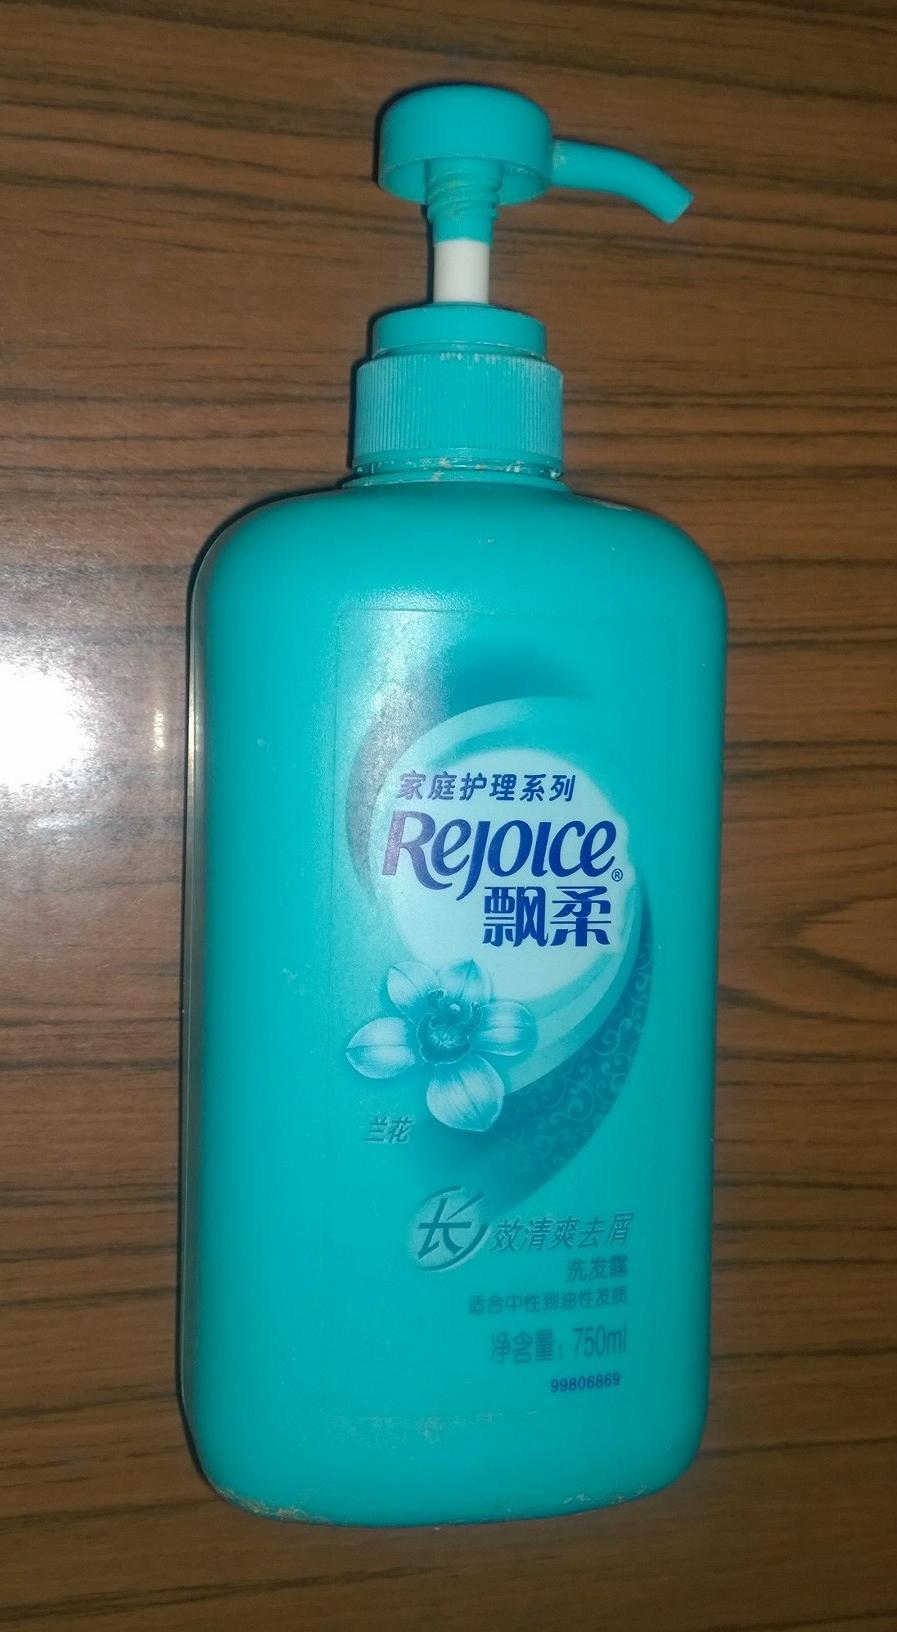 家庭护理系列
Rejoice®
飘柔
兰花
长效清爽去屑
洗发露
适合中性到油性发质
净含量：750ml
99806869